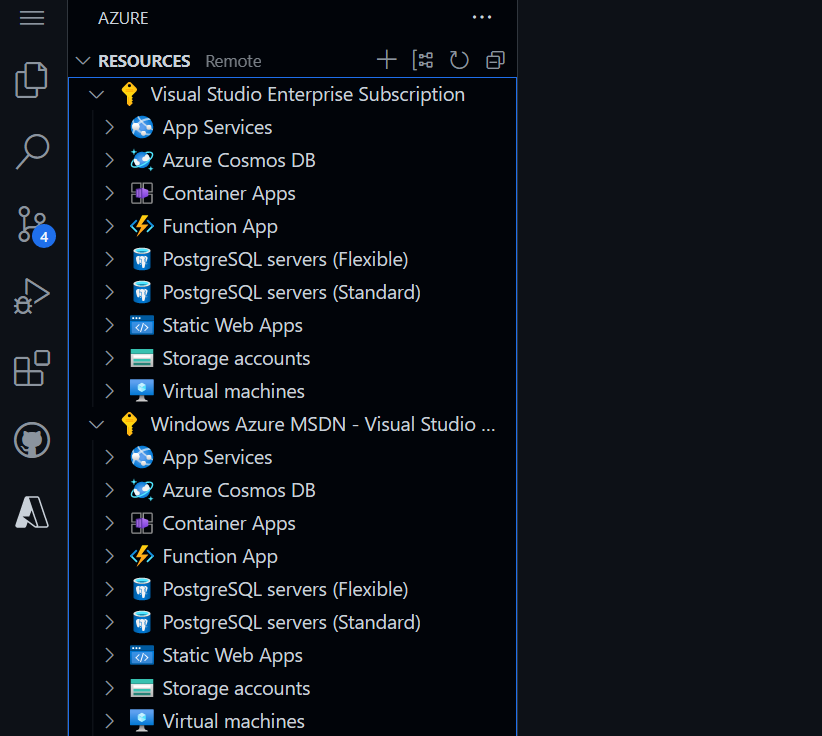 AZURE
RESOURCES Remote
Visual Studio Enterprise Subscription
App Services
Azure Cosmos DB
Container Apps
Function App
4
PostgreSQL servers (Flexible)
PostgreSQL servers (Standard)
Static Web Apps
Storage accounts
Virtual machines
Windows Azure MSDN - Visual Studio ...
App Services
Azure Cosmos DB
Container Apps
Function App
PostgreSQL servers (Flexible)
PostgreSQL servers (Standard)
Static Web Apps
Storage accounts
Virtual machines